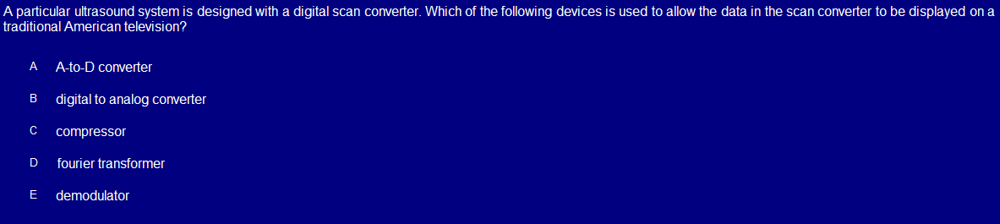 A particular ultrasound system is designed with a digital scan converter. Which of the following devices is used to allow the data in the scan converter to be displayed on a
traditional American television?
A A-to-D converter
B digital to analog converter
C compressor
D fourier transformer
E demodulator